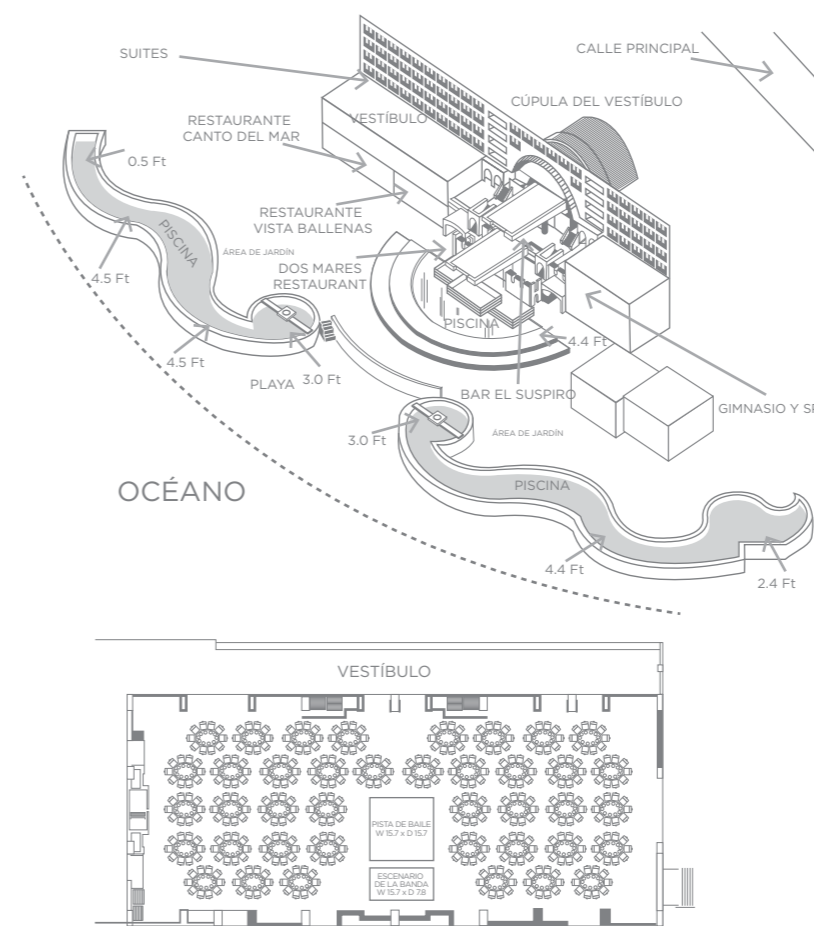 SUITES
CALLE PRINCIPAL
CÚPULA DEL VESTÍBULO
VESTÍBULO
RESTAURANTE
CANTO DEL MAR
0.5 Ft
PISCINA
RESTAURANTE
VISTA BALLENAS
ÁREA DE JARDÍN
DOS MARES
RESTAURANT
4.5 Ft
PISCINA
4.4 Ft
4.5 Ft
3.0 Ft
PLAYA
BAR EL SUSPIRO
GIMNASIO Y SP
3.0 Ft
ÁREA DE JARDÍN
OCÉANO
PISCINA
4.4 Ft
2.4 Ft
VESTÍBULO
PISTA DE BAILE
W 15.7 x D 15.7
ESCENARIO
DE LA BANDA
W 15.7 x D 7.8